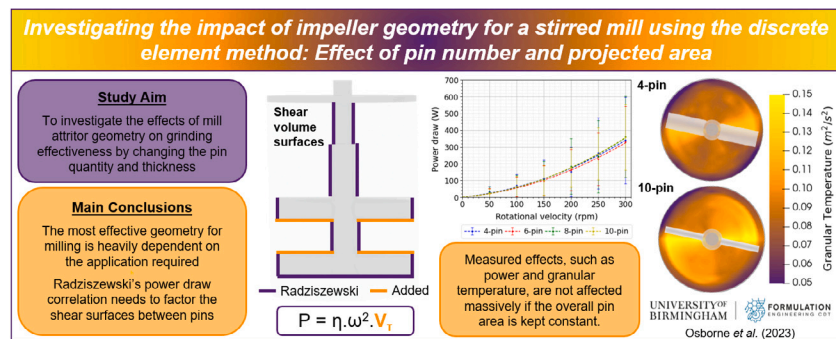 Investigating the impact of impeller geometry for a stirred mill using the discrete
element method: Effect of pin number and projected area
Study Aim
To investigate the effects of mill
attritor geometry on grinding
effectiveness by changing the pin
quantity and thickness
Main Conclusions
The most effective geometry for
milling is heavily dependent on
the application required
Radziszewski's power draw
correlation needs to factor the
shear surfaces between pins
Shear
volume
surfaces
Radziszewski
Added
P = η.ω².V_T
Power draw (W)
700
600
500
400
300
200
100
0
0
50
100
150
200
250
300
Rotational velocity (rpm)
4-pin
6-pin
8-pin
10-pin
Measured effects, such as
power and granular
temperature, are not affected
massively if the overall pin
area is kept constant.
4-pin
10-pin
0.15
0.14
0.13
0.12
0.11
0.10
0.09
0.08
0.07
0.06
0.05
Granular Temperature (m²/s²)
UNIVERSITY OF
BIRMINGHAM
FORMULATION
ENGINEERING CDT
Osborne et al. (2023)